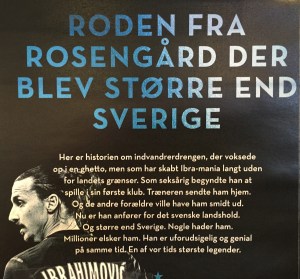 RODEN FRA
ROSENGÅRD DER
BLEV STØRRE END
SVERIGE
Her er historien om indvandrerdrengen, der voksede
op i en ghetto, men som har skabt Ibra-mania langt uden
for landets grænser. Som seksårig begyndte han at
spille i sin første klub. Træneren sendte ham hjem.
Og de andre forældre ville have ham smidt ud.
Nu er han anfører for det svenske landshold.
Og større end Sverige. Nogle hader ham.
Millioner elsker ham. Han er uforudsigelig og genial
på samme tid. En af vor tids største legender.
IBRAHIMOVIĆ